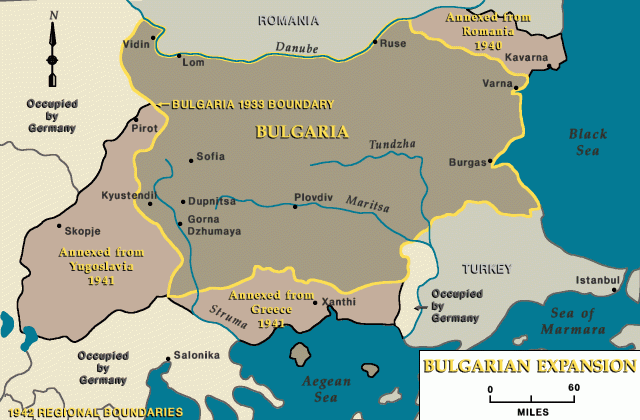 N
ROMANIA
Annexed from
Romania
1940
Vidin
Danube
Ruse
Lom
Kavarna
Varna
Occupied
by
Germany
BULGARIA 1933 BOUNDARY
Pirot
BULGARIA
Black
Sea
Tundzha
Sofia
Burgas
Kyustendil
Dupnitsa
Plovdiv
Maritsa
Gorna
Dzhumaya
Skopje
Annexed from
Yugoslavia
1941
TURKEY
Istanbul
Annexed from
Greece
1941
Xanthi
Occupied
by
Germany
Struma
Sea of
Marmara
Occupied
by
Germany
Salonika
Aegean
Sea
BULGARIAN EXPANSION
0
60
MILES
1942 REGIONAL BOUNDARIES